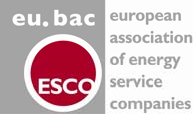 eu.bac
ESCO
european
association
of energy
service
companies